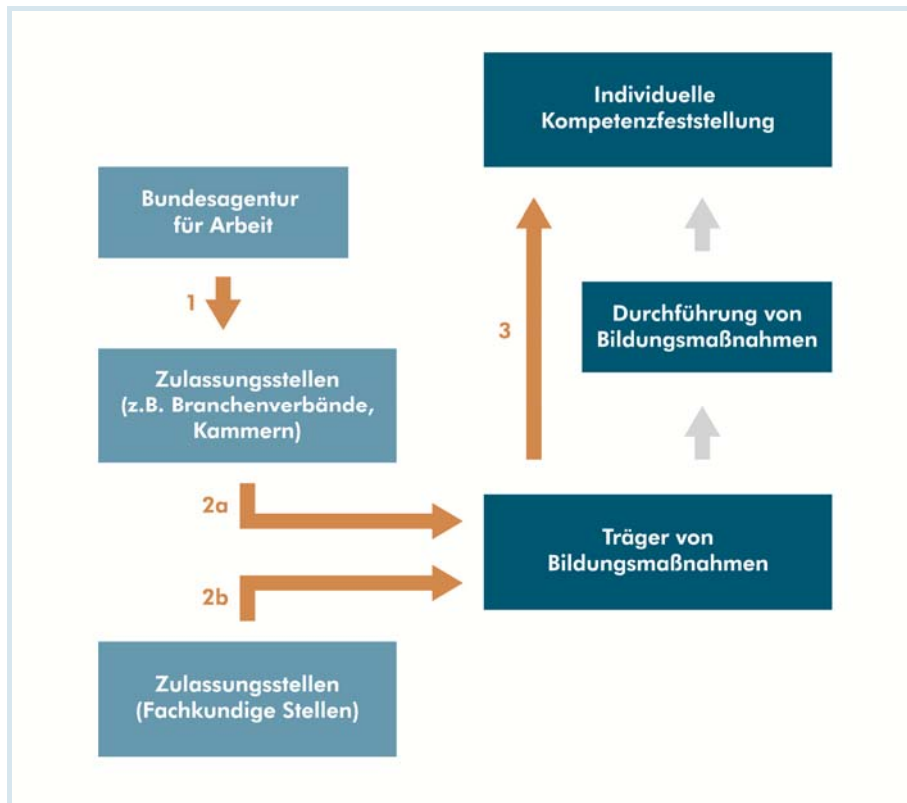 Individuelle
Kompetenzfeststellung
Bundesagentur
für Arbeit
1
3
Durchführung von
Bildungsmaßnahmen
Zulassungsstellen
(z.B. Branchenverbände,
Kammern)
2a
Träger von
Bildungsmaßnahmen
2b
Zulassungsstellen
(Fachkundige Stellen)